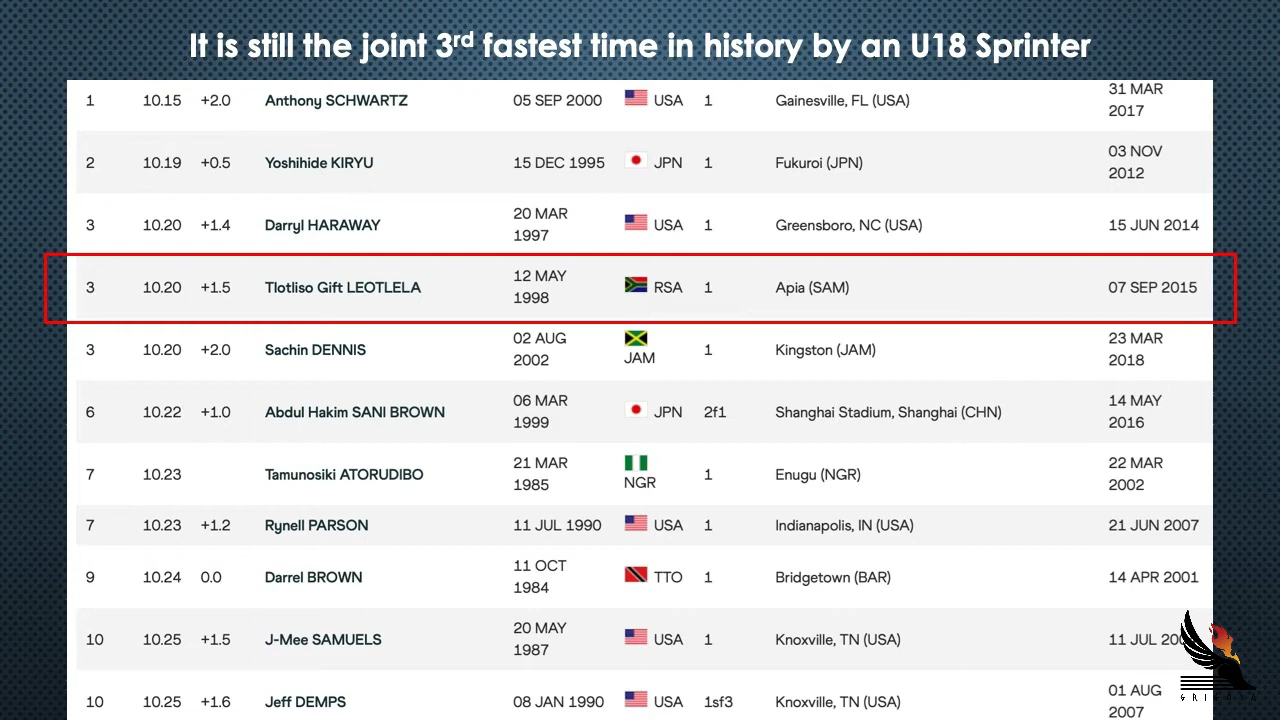 It is still the joint 3rd fastest time in history by an U18 Sprinter
1 10.15 +2.0 Anthony SCHWARTZ 05 SEP 2000 USA 1 Gainesville, FL (USA) 31 MAR 2017
2 10.19 +0.5 Yoshihide KIRYU 15 DEC 1995 JPN 1 Fukuroi (JPN) 03 NOV 2012
3 10.20 +1.4 Darryl HARAWAY 20 MAR 1997 USA 1 Greensboro, NC (USA) 15 JUN 2014
3 10.20 +1.5 Tlotliso Gift LEOTLELA 12 MAY 1998 RSA 1 Apia (SAM) 07 SEP 2015
3 10.20 +2.0 Sachin DENNIS 02 AUG 2002 JAM 1 Kingston (JAM) 23 MAR 2018
6 10.22 +1.0 Abdul Hakim SANI BROWN 06 MAR 1999 JPN 2f1 Shanghai Stadium, Shanghai (CHN) 14 MAY 2016
7 10.23 Tamunosiki ATORUDIBO 21 MAR 1985 NGR 1 Enugu (NGR) 22 MAR 2002
7 10.23 +1.2 Rynell PARSON 11 JUL 1990 USA 1 Indianapolis, IN (USA) 21 JUN 2007
9 10.24 0.0 Darrel BROWN 11 OCT 1984 TTO 1 Bridgetown (BAR) 14 APR 2001
10 10.25 +1.5 J-Mee SAMUELS 20 MAY 1987 USA 1 Knoxville, TN (USA) 11 JUL
10 10.25 +1.6 Jeff DEMPS 08 JAN 1990 USA 1sf3 Knoxville, TN (USA) 01 AUG 2007